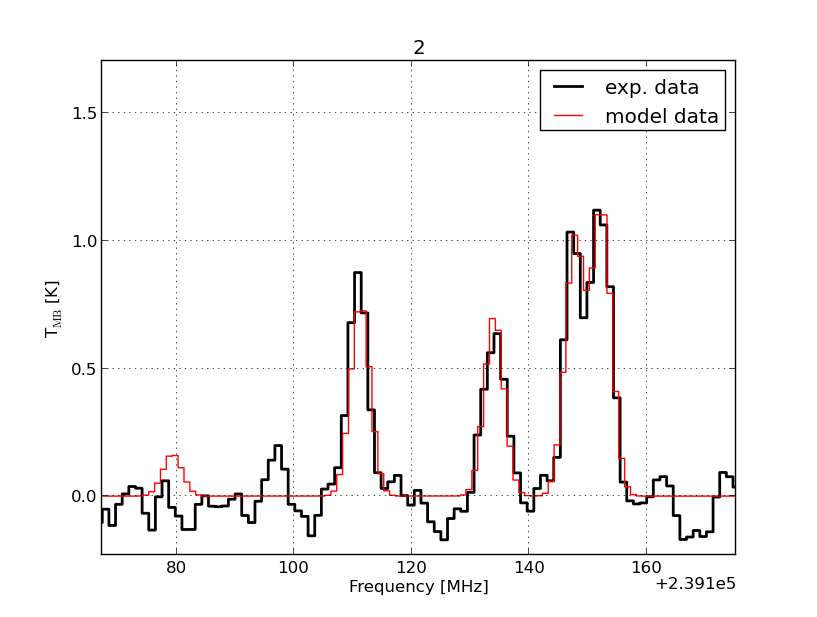 2
exp. data
model data
1.5
1.0
0.5
0.0
T_MB [K]
80 100 120 140 160
+2.391e5
Frequency [MHz]